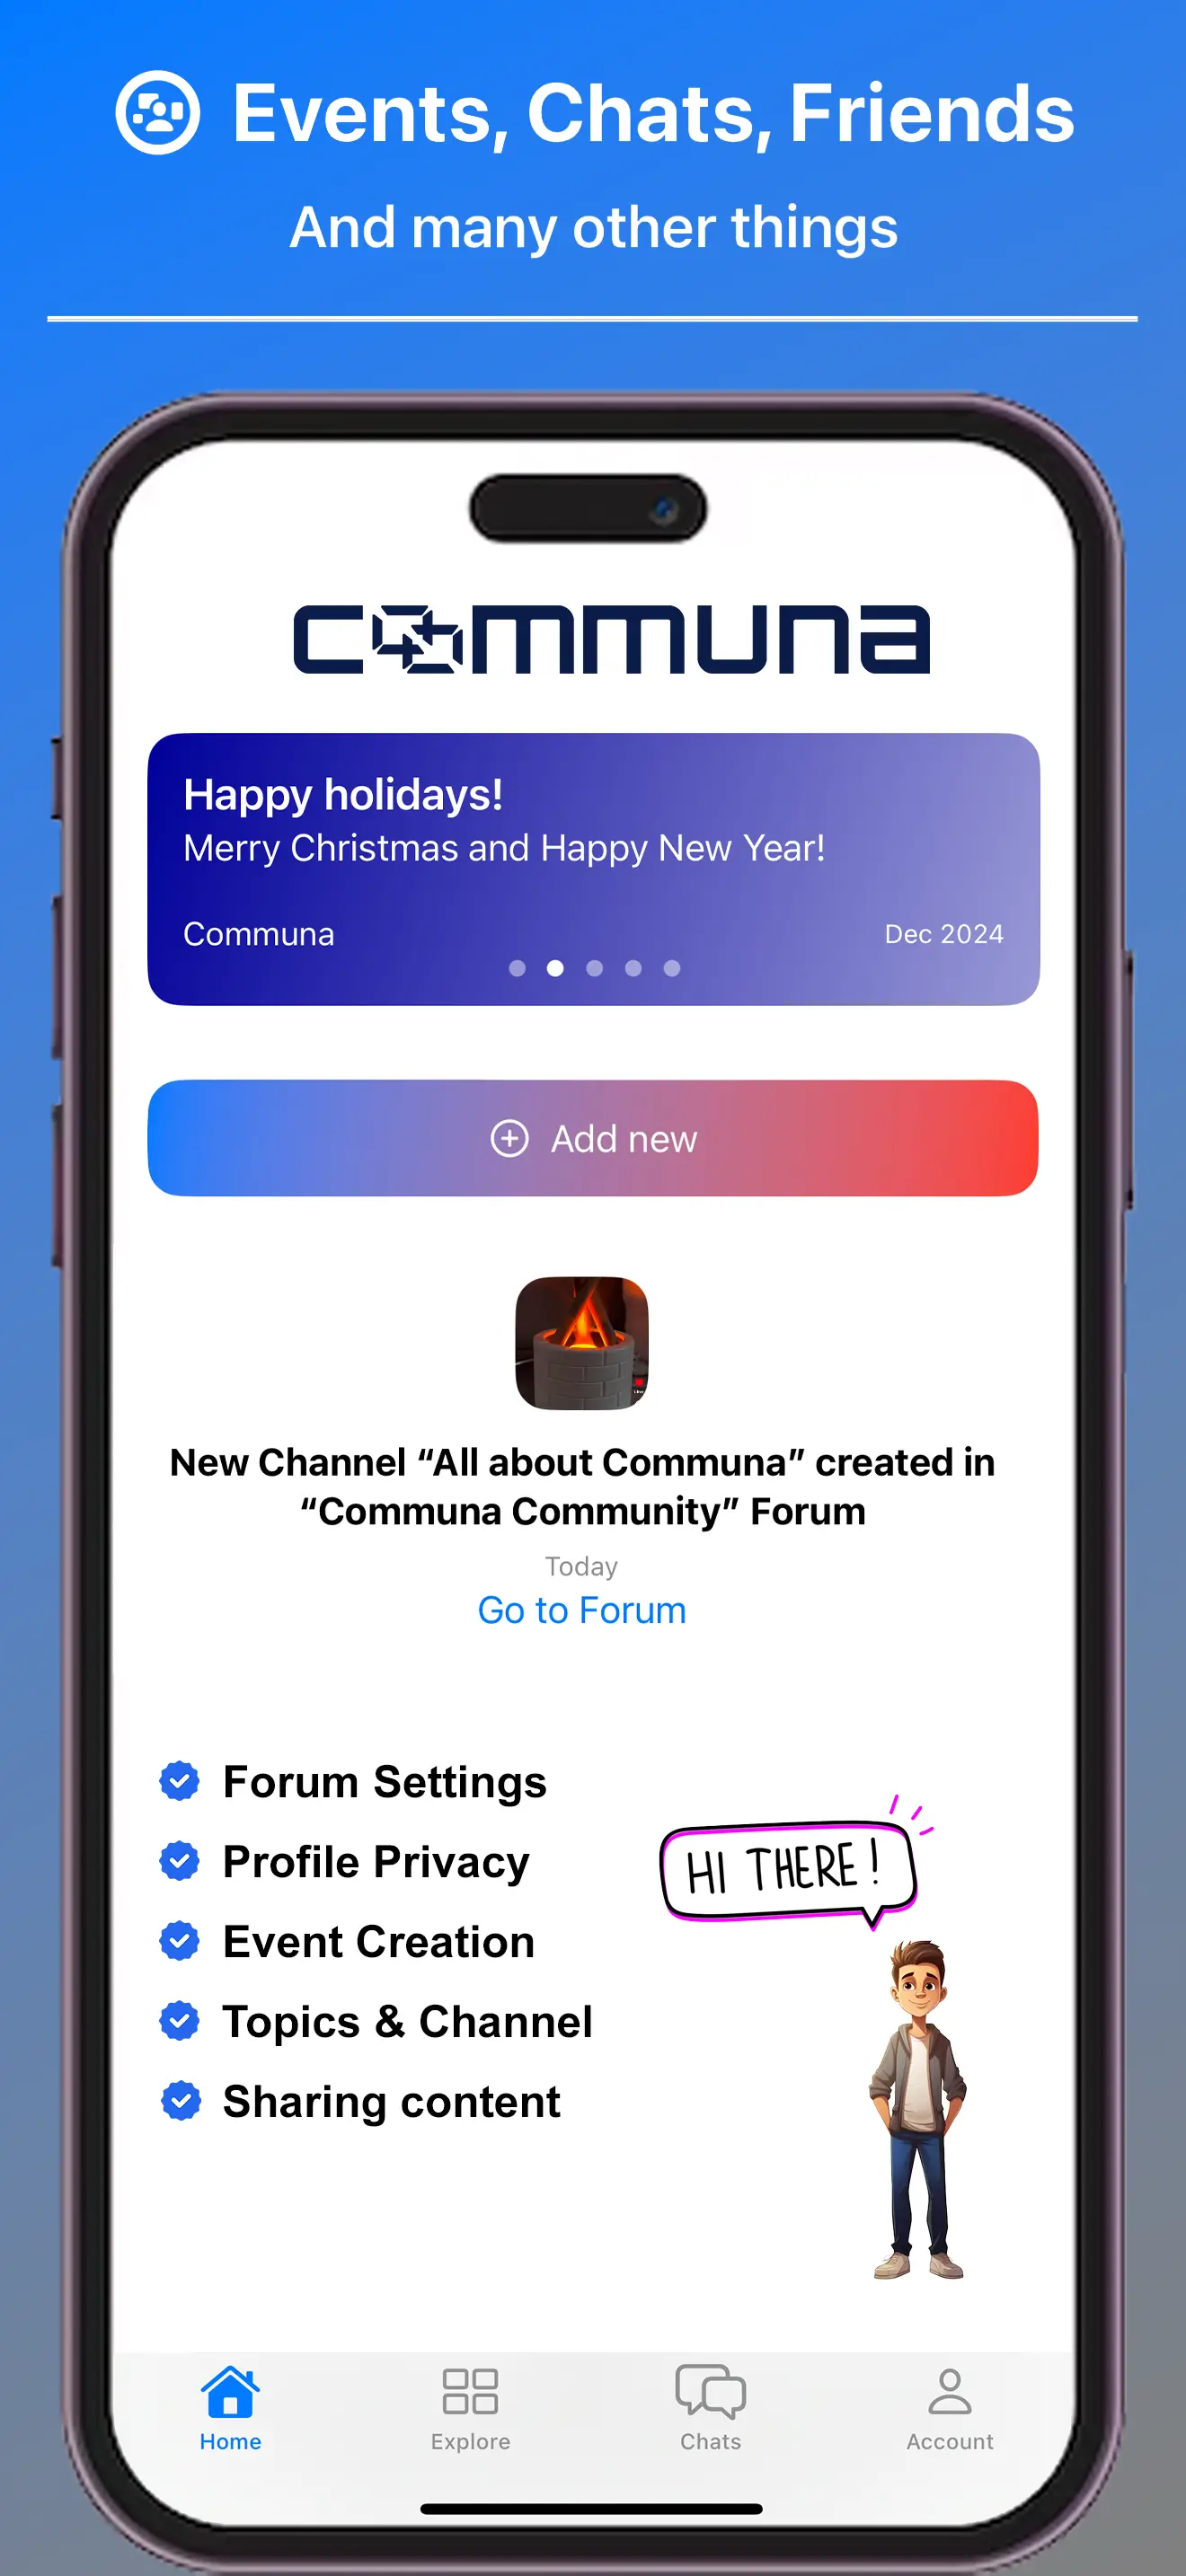 Events, Chats, Friends
And many other things
communa
Happy holidays!
Merry Christmas and Happy New Year!
Communa
Dec 2024
Add new
New Channel “All about Communa” created in
“Communa Community” Forum
Today
Go to Forum
Forum Settings
Profile Privacy
Event Creation
Topics & Channel
Sharing content
HI THERE!
Home
Explore
Chats
Account